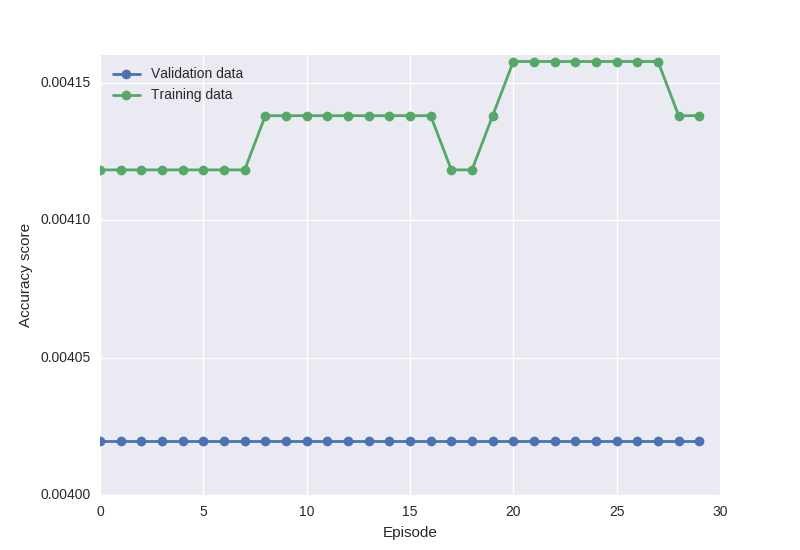 Validation data
Training data
0.00415
0.00410
0.00405
0.00400
Accuracy score
0 5 10 15 20 25 30
Episode